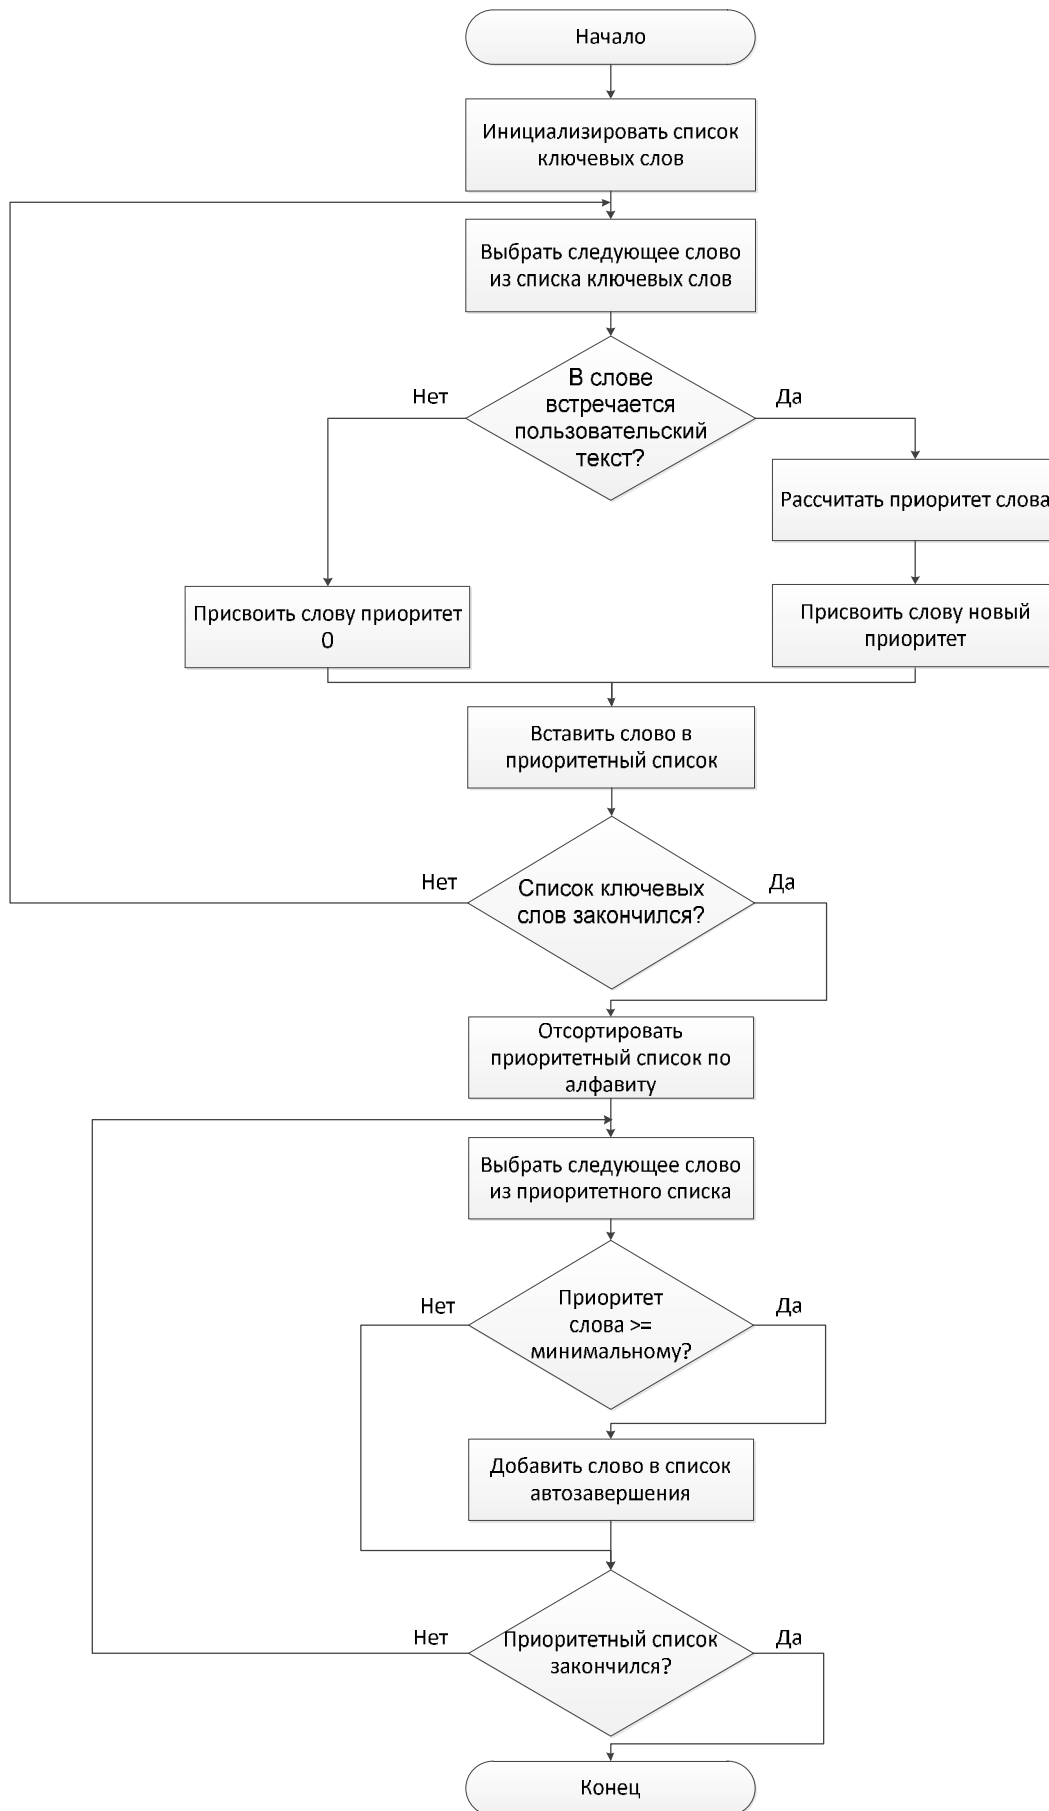 Начало
Инициализировать список
ключевых слов
Выбрать следующее слово
из списка ключевых слов
Нет
В слове
встречается
пользовательский
текст?
Да
Рассчитать приоритет слова
Присвоить слову приоритет
0
Присвоить слову новый
приоритет
Вставить слово в
приоритетный список
Нет
Список ключевых
слов закончился?
Да
Отсортировать
приоритетный список по
алфавиту
Выбрать следующее слово
из приоритетного списка
Нет
Приоритет
слова >=
минимальному?
Да
Добавить слово в список
автозавершения
Нет
Приоритетный список
закончился?
Да
Конец